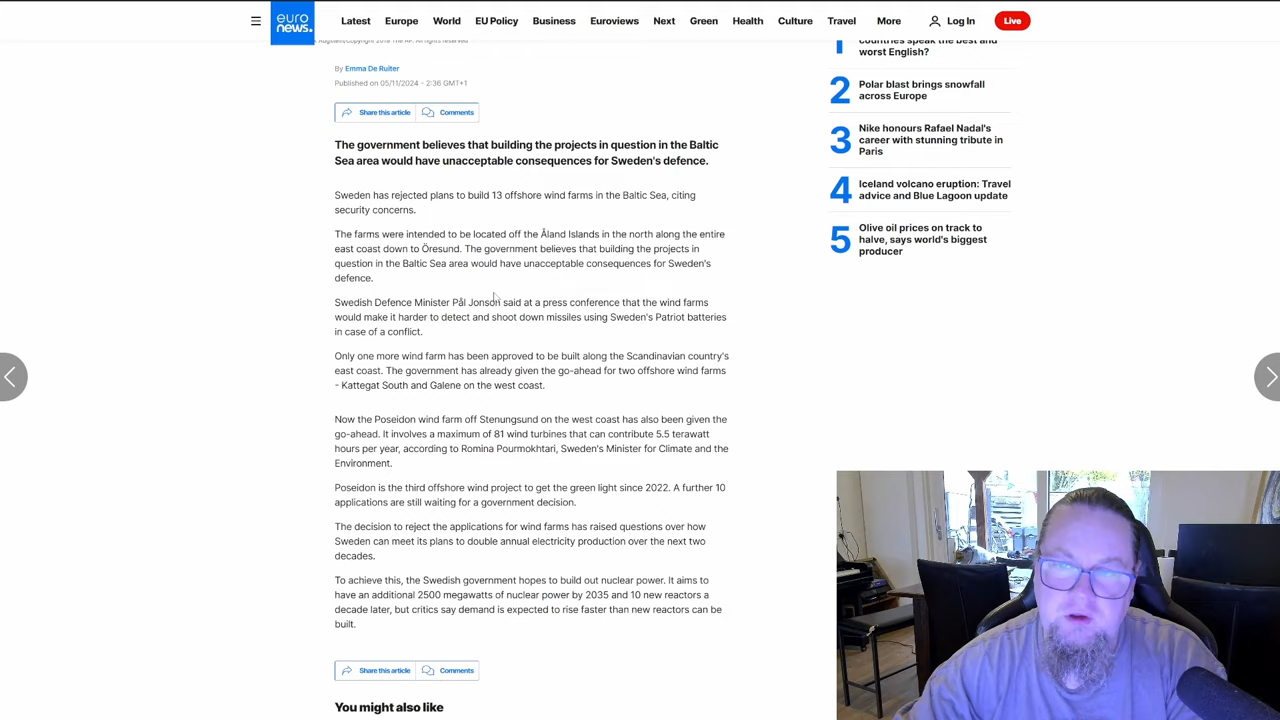 euro
news.
Latest
Europe
World
EU Policy
Business
Euroviews
Next
Green
Health
Culture
Travel
More
Log In
Live
By Emma De Ruiter
Published on 05/11/2024 - 2:36 GMT+1
Share this article
Comments
The government believes that building the projects in question in the Baltic
Sea area would have unacceptable consequences for Sweden's defence.
Sweden has rejected plans to build 13 offshore wind farms in the Baltic Sea, citing
security concerns.
The farms were intended to be located off the Åland Islands in the north along the entire
east coast down to Öresund. The government believes that building the projects in
question in the Baltic Sea area would have unacceptable consequences for Sweden's
defence.
Swedish Defence Minister Pål Jonson said at a press conference that the wind farms
would make it harder to detect and shoot down missiles using Sweden's Patriot batteries
in case of a conflict.
Only one more wind farm has been approved to be built along the Scandinavian country's
east coast. The government has already given the go-ahead for two offshore wind farms
- Kattegat South and Galene on the west coast.
Now the Poseidon wind farm off Stenungsund on the west coast has also been given the
go-ahead. It involves a maximum of 81 wind turbines that can contribute 5.5 terawatt
hours per year, according to Romina Pourmokhtari, Sweden's Minister for Climate and the
Environment.
Poseidon is the third offshore wind project to get the green light since 2022. A further 10
applications are still waiting for a government decision.
The decision to reject the applications for wind farms has raised questions over how
Sweden can meet its plans to double annual electricity production over the next two
decades.
To achieve this, the Swedish government hopes to build out nuclear power. It aims to
have an additional 2500 megawatts of nuclear power by 2035 and 10 new reactors a
decade later, but critics say demand is expected to rise faster than new reactors can be
built.
Share this article
Comments
You might also like
1
countries speak the best and
worst English?
2
Polar blast brings snowfall
across Europe
3
Nike honours Rafael Nadal's
career with stunning tribute in
Paris
4
Iceland volcano eruption: Travel
advice and Blue Lagoon update
5
Olive oil prices on track to
halve, says world's biggest
producer